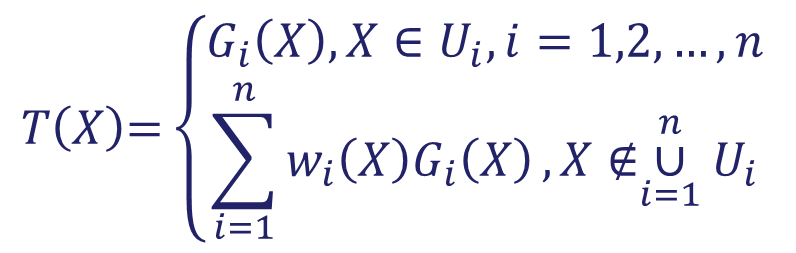 T(X)= { G_i(X), X ∈ U_i, i = 1,2, … , n
∑_{i=1}^{n} w_i(X)G_i(X) , X ∉ ∪_{i=1}^{n} U_i